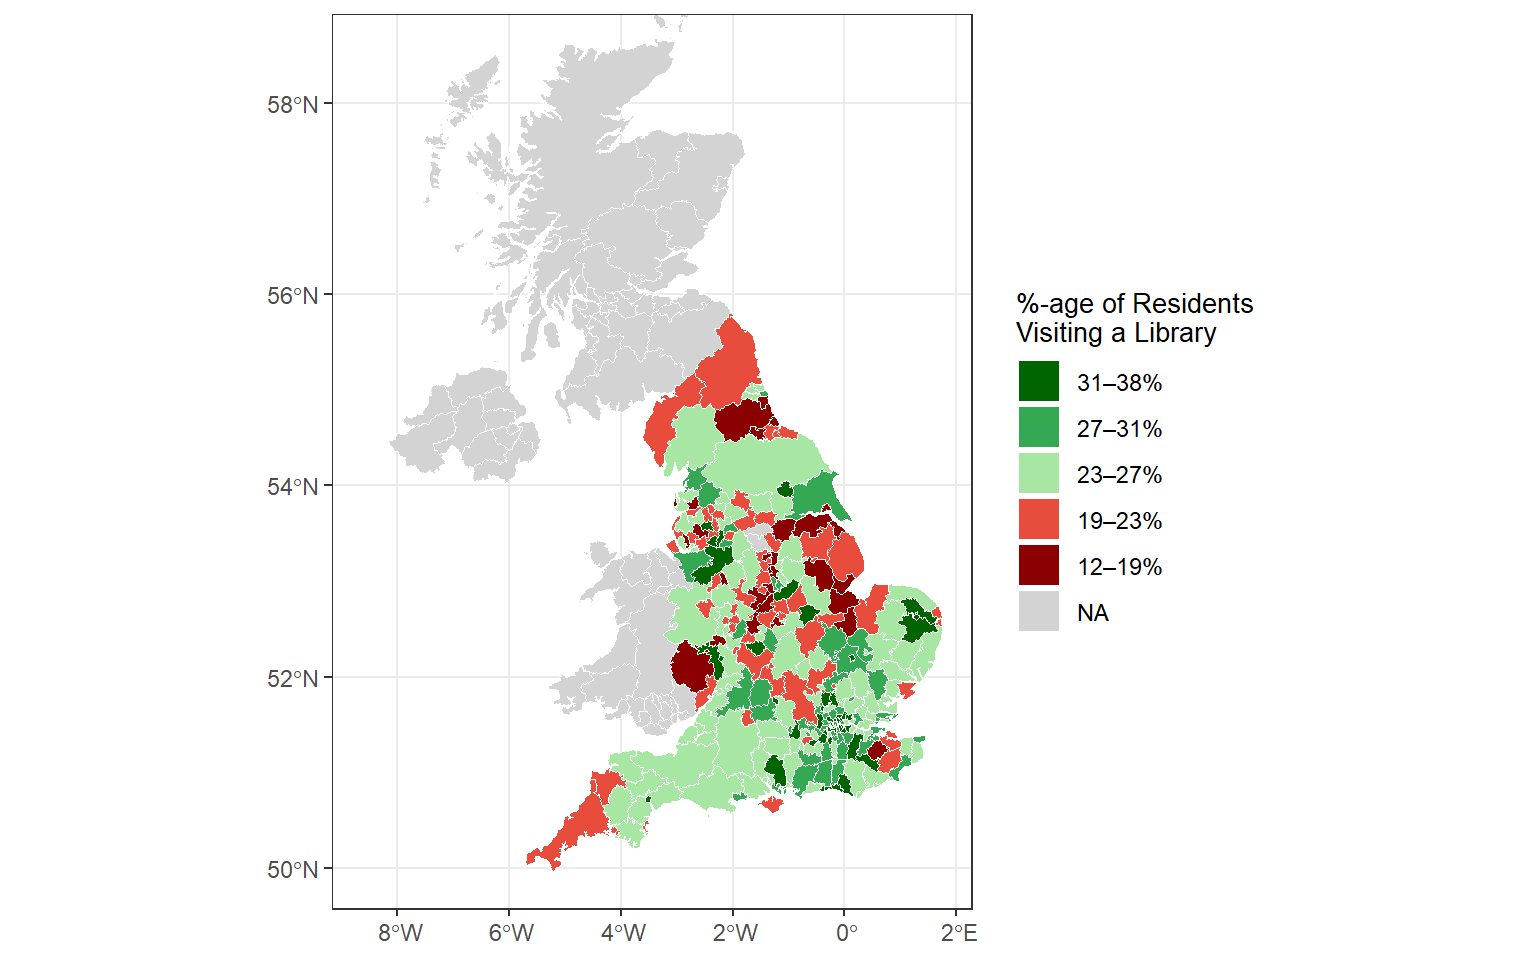 58°N
56°N
54°N
52°N
50°N
8°W
6°W
4°W
2°W
0°
2°E
%-age of Residents
Visiting a Library
31–38%
27–31%
23–27%
19–23%
12–19%
NA